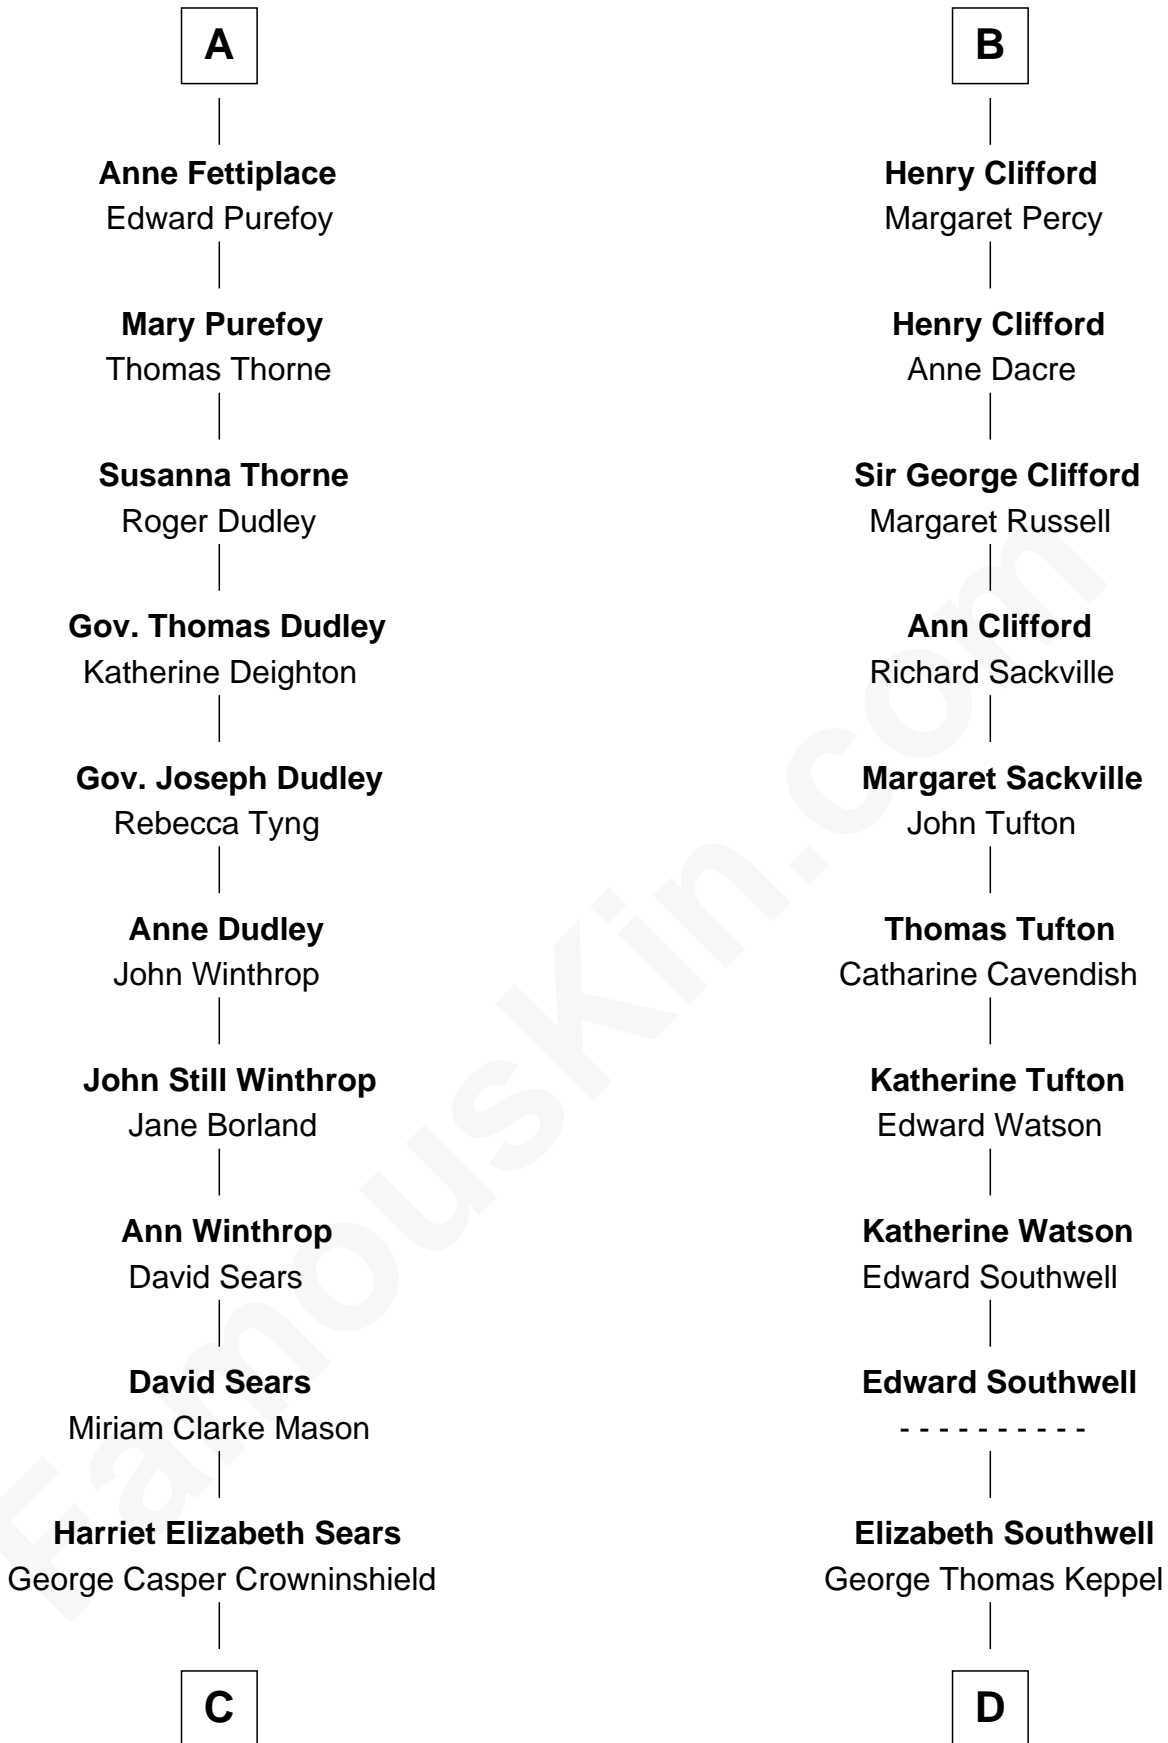 A
Anne Fettiplace
Edward Purefoy
Mary Purefoy
Thomas Thorne
Susanna Thorne
Roger Dudley
Gov. Thomas Dudley
Katherine Deighton
Gov. Joseph Dudley
Rebecca Tyng
Anne Dudley
John Winthrop
John Still Winthrop
Jane Borland
Ann Winthrop
David Sears
David Sears
Miriam Clarke Mason
Harriet Elizabeth Sears
George Casper Crowninshield
C
B
Henry Clifford
Margaret Percy
Henry Clifford
Anne Dacre
Sir George Clifford
Margaret Russell
Ann Clifford
Richard Sackville
Margaret Sackville
John Tufton
Thomas Tufton
Catharine Cavendish
Katherine Tufton
Edward Watson
Katherine Watson
Edward Southwell
Edward Southwell
- - - - - - - - - -
Elizabeth Southwell
George Thomas Keppel
D
FamousKin.com